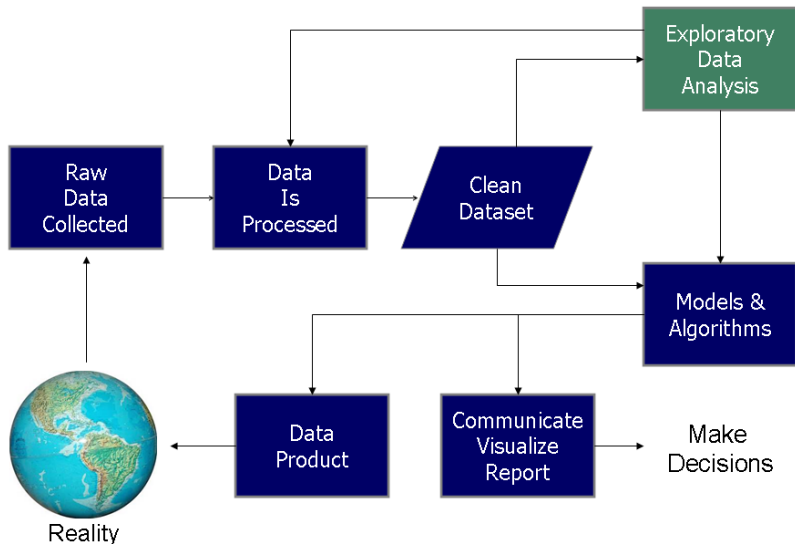 Exploratory
Data
Analysis
Raw
Data
Collected
Data
Is
Processed
Clean
Dataset
Models &
Algorithms
Data
Product
Communicate
Visualize
Report
Make
Decisions
Reality